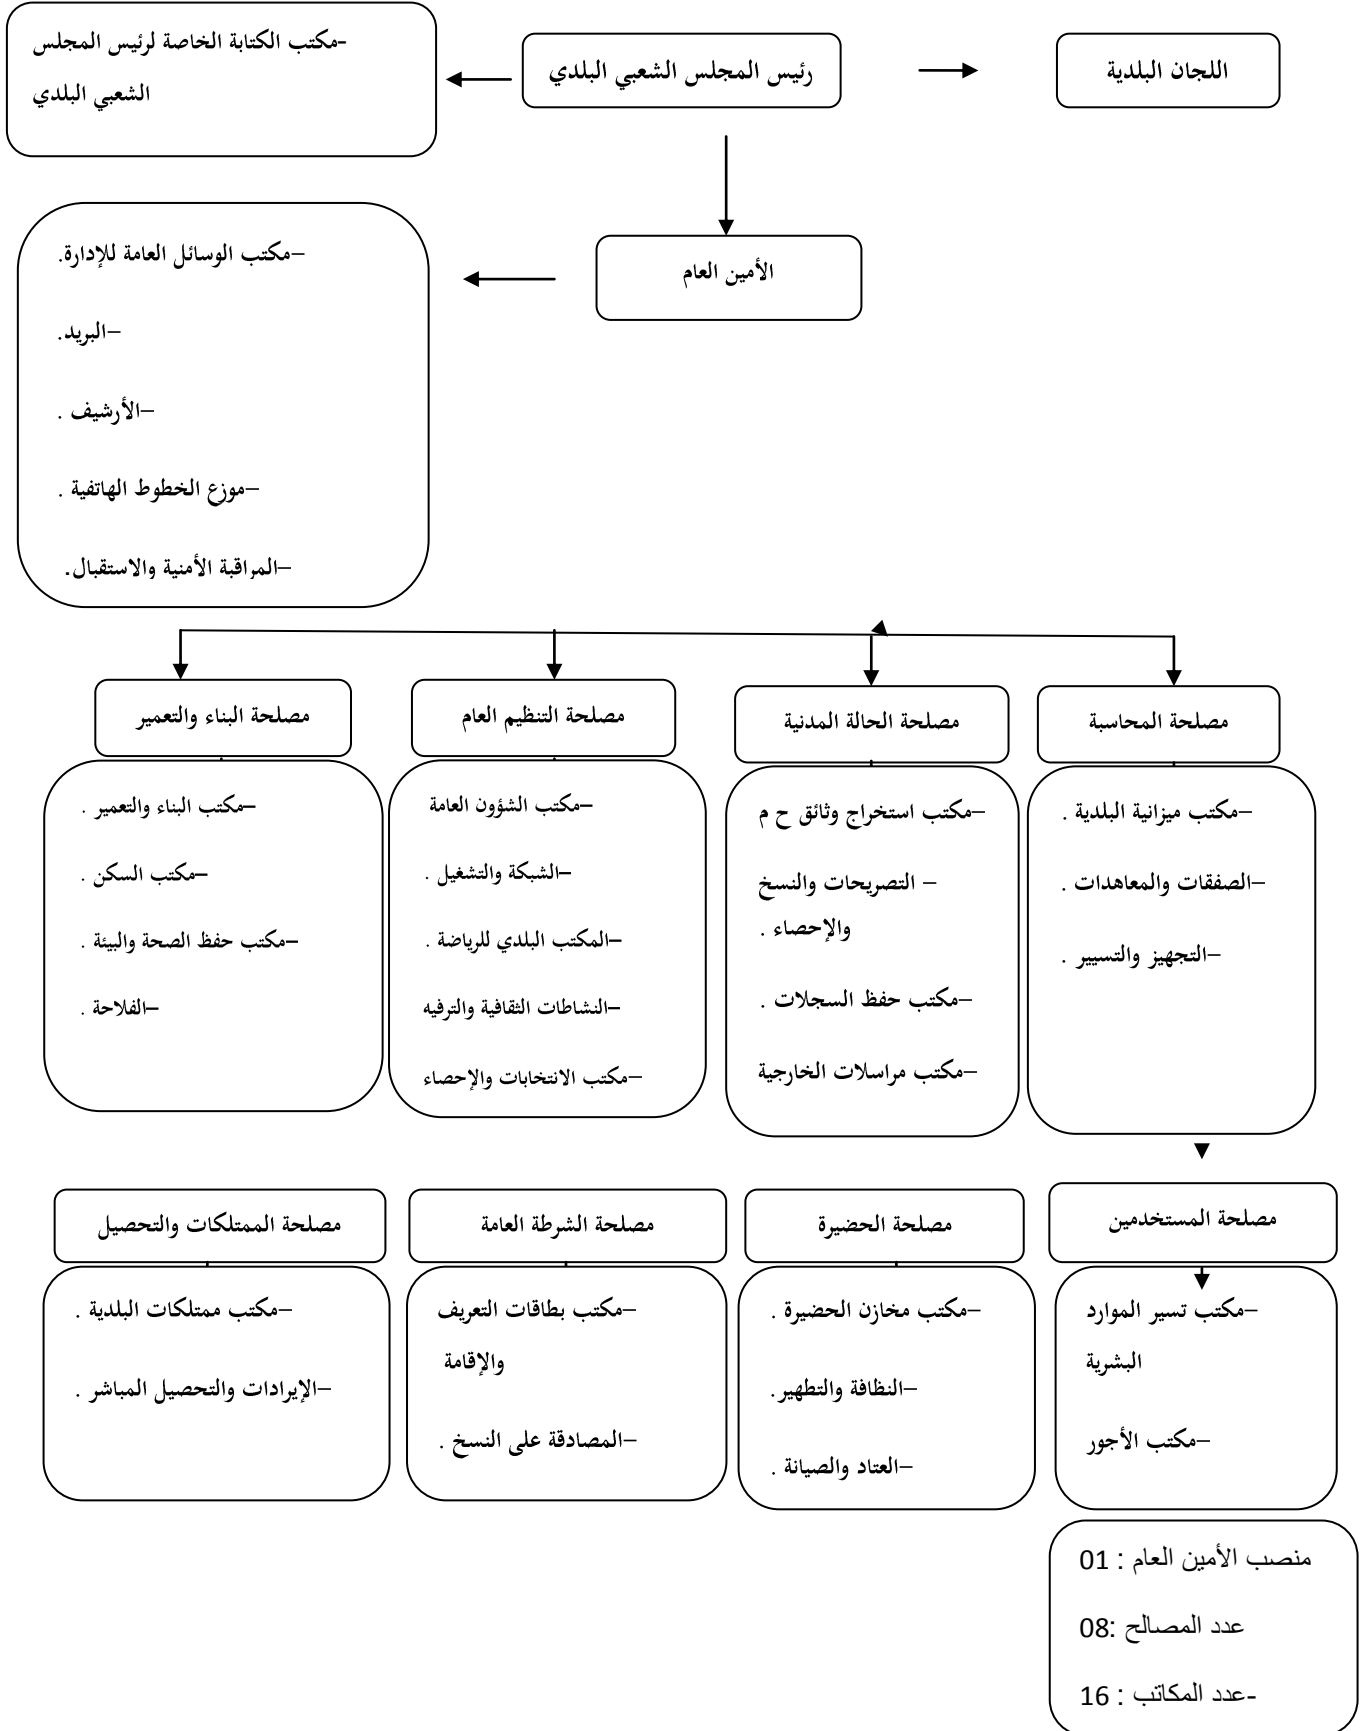 اللجان البلدية
رئيس المجلس الشعبي البلدي
-مكتب الكتابة الخاصة لرئيس المجلس
الشعبي البلدي
الأمين العام
–مكتب الوسائل العامة للإدارة.
–البريد.
–الأرشيف .
–موزع الخطوط الهاتفية .
–المراقبة الأمنية والاستقبال.
مصلحة المحاسبة
–مكتب ميزانية البلدية .
–الصفقات والمعاهدات .
–التجهيز والتسيير .
مصلحة الحالة المدنية
–مكتب استخراج وثائق ح م
– التصريحات والنسخ
والإحصاء .
–مكتب حفظ السجلات .
–مكتب مراسلات الخارجية
مصلحة التنظيم العام
–مكتب الشؤون العامة
–الشبكة والتشغيل .
–المكتب البلدي للرياضة .
–النشاطات الثقافية والترفيه
–مكتب الانتخابات والإحصاء
مصلحة البناء والتعمير
–مكتب البناء والتعمير .
–مكتب السكن .
–مكتب حفظ الصحة والبيئة .
–الفلاحة .
مصلحة المستخدمين
–مكتب تسير الموارد
البشرية
–مكتب الأجور
مصلحة الحضيرة
–مكتب مخازن الحضيرة .
–النظافة والتطهير.
–العتاد والصيانة .
مصلحة الشرطة العامة
–مكتب بطاقات التعريف
والإقامة
–المصادقة على النسخ .
مصلحة الممتلكات والتحصيل
–مكتب ممتلكات البلدية .
–الإيرادات والتحصيل المباشر .
منصب الأمين العام : 01
عدد المصالح :08
-عدد المكاتب : 16